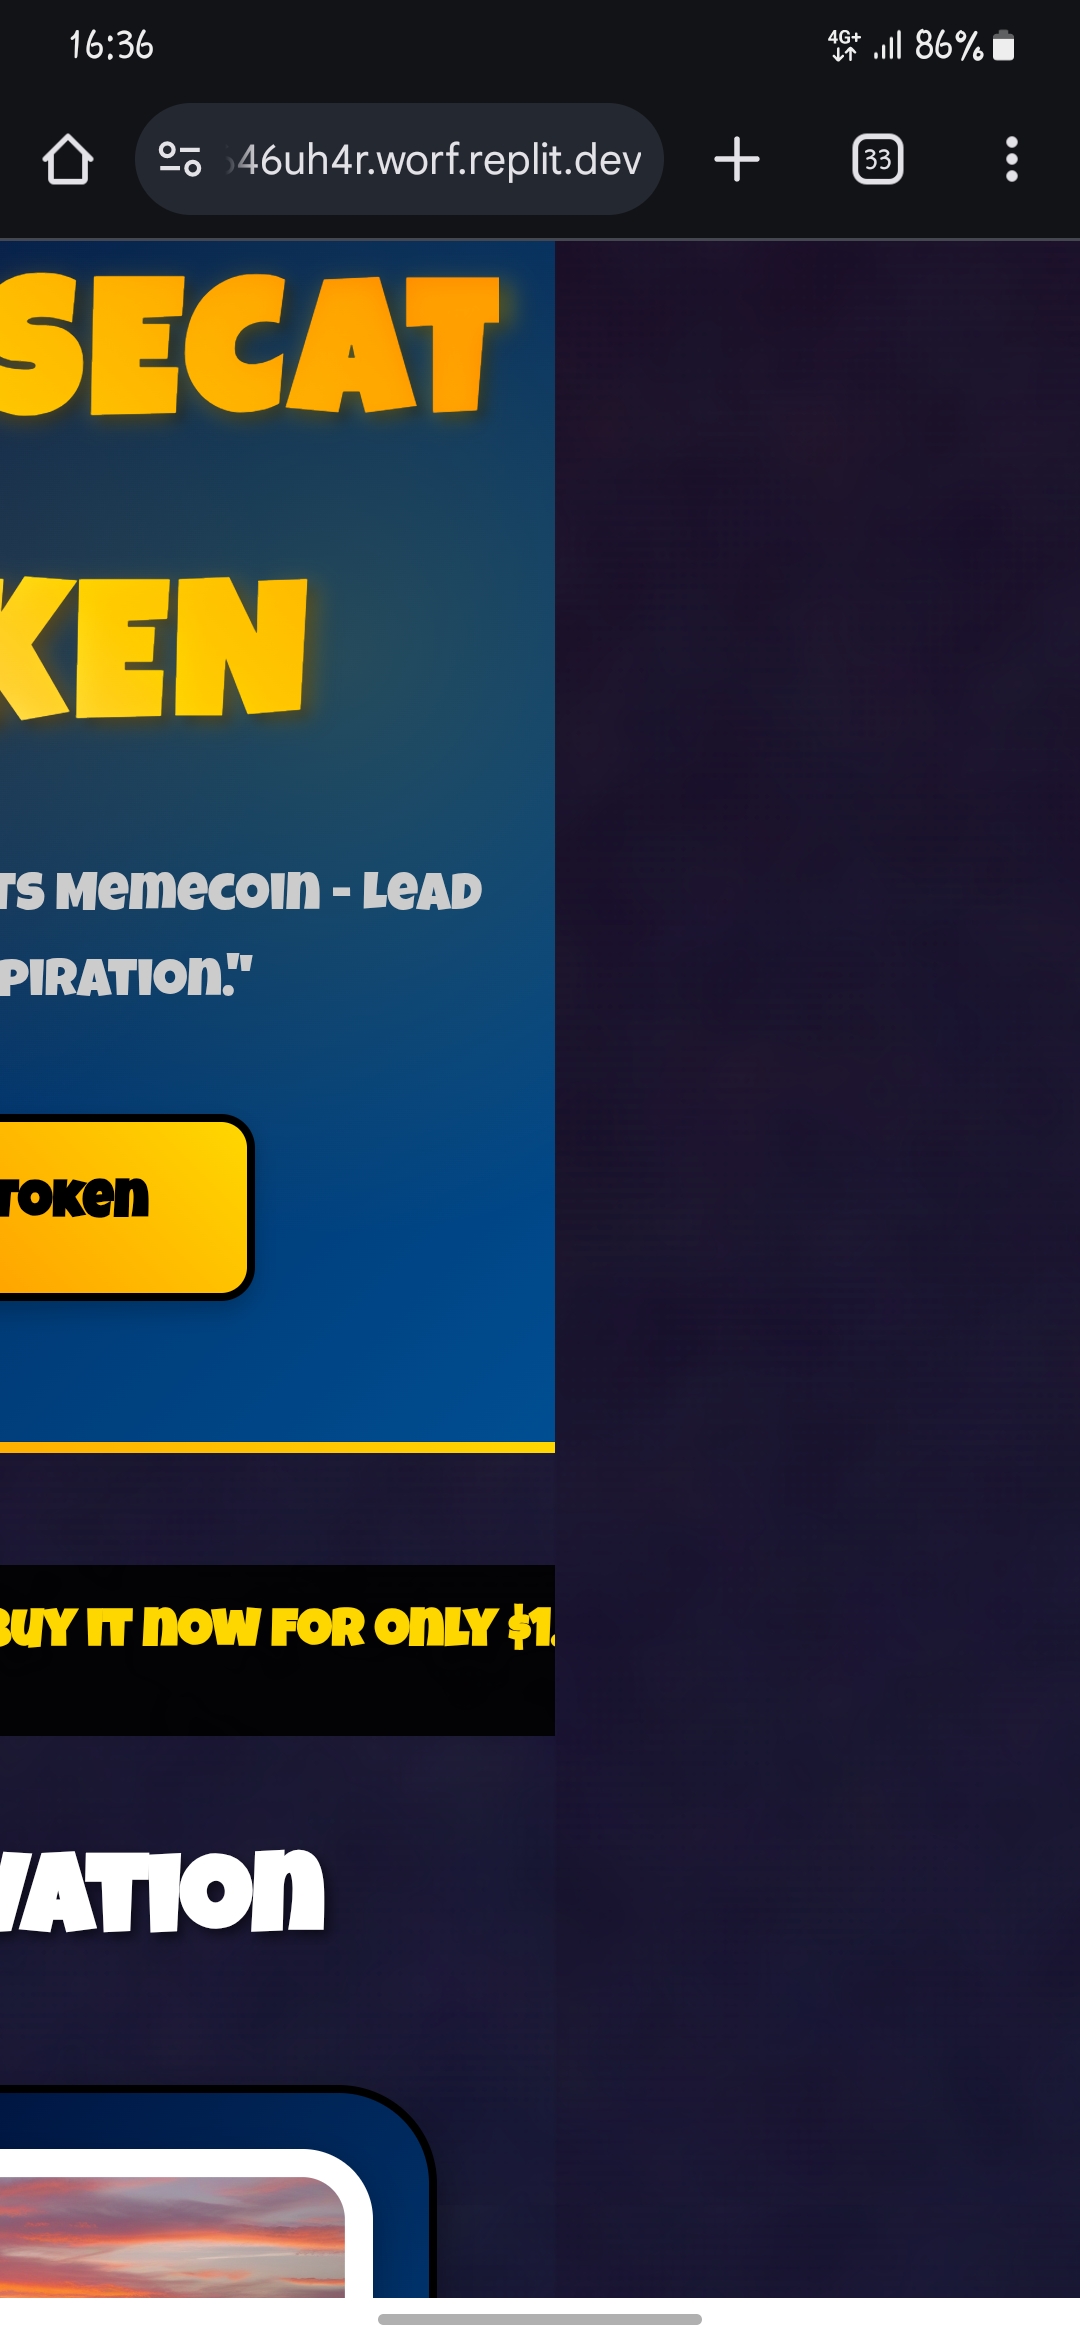 16:36
4G+
86%
46uh4r.worf.replit.dev
33
SECAT
KEN
TS Memecoin - Lead
PIRATION."
Token
BUY IT NOW FOR ONLY $1.
VATION